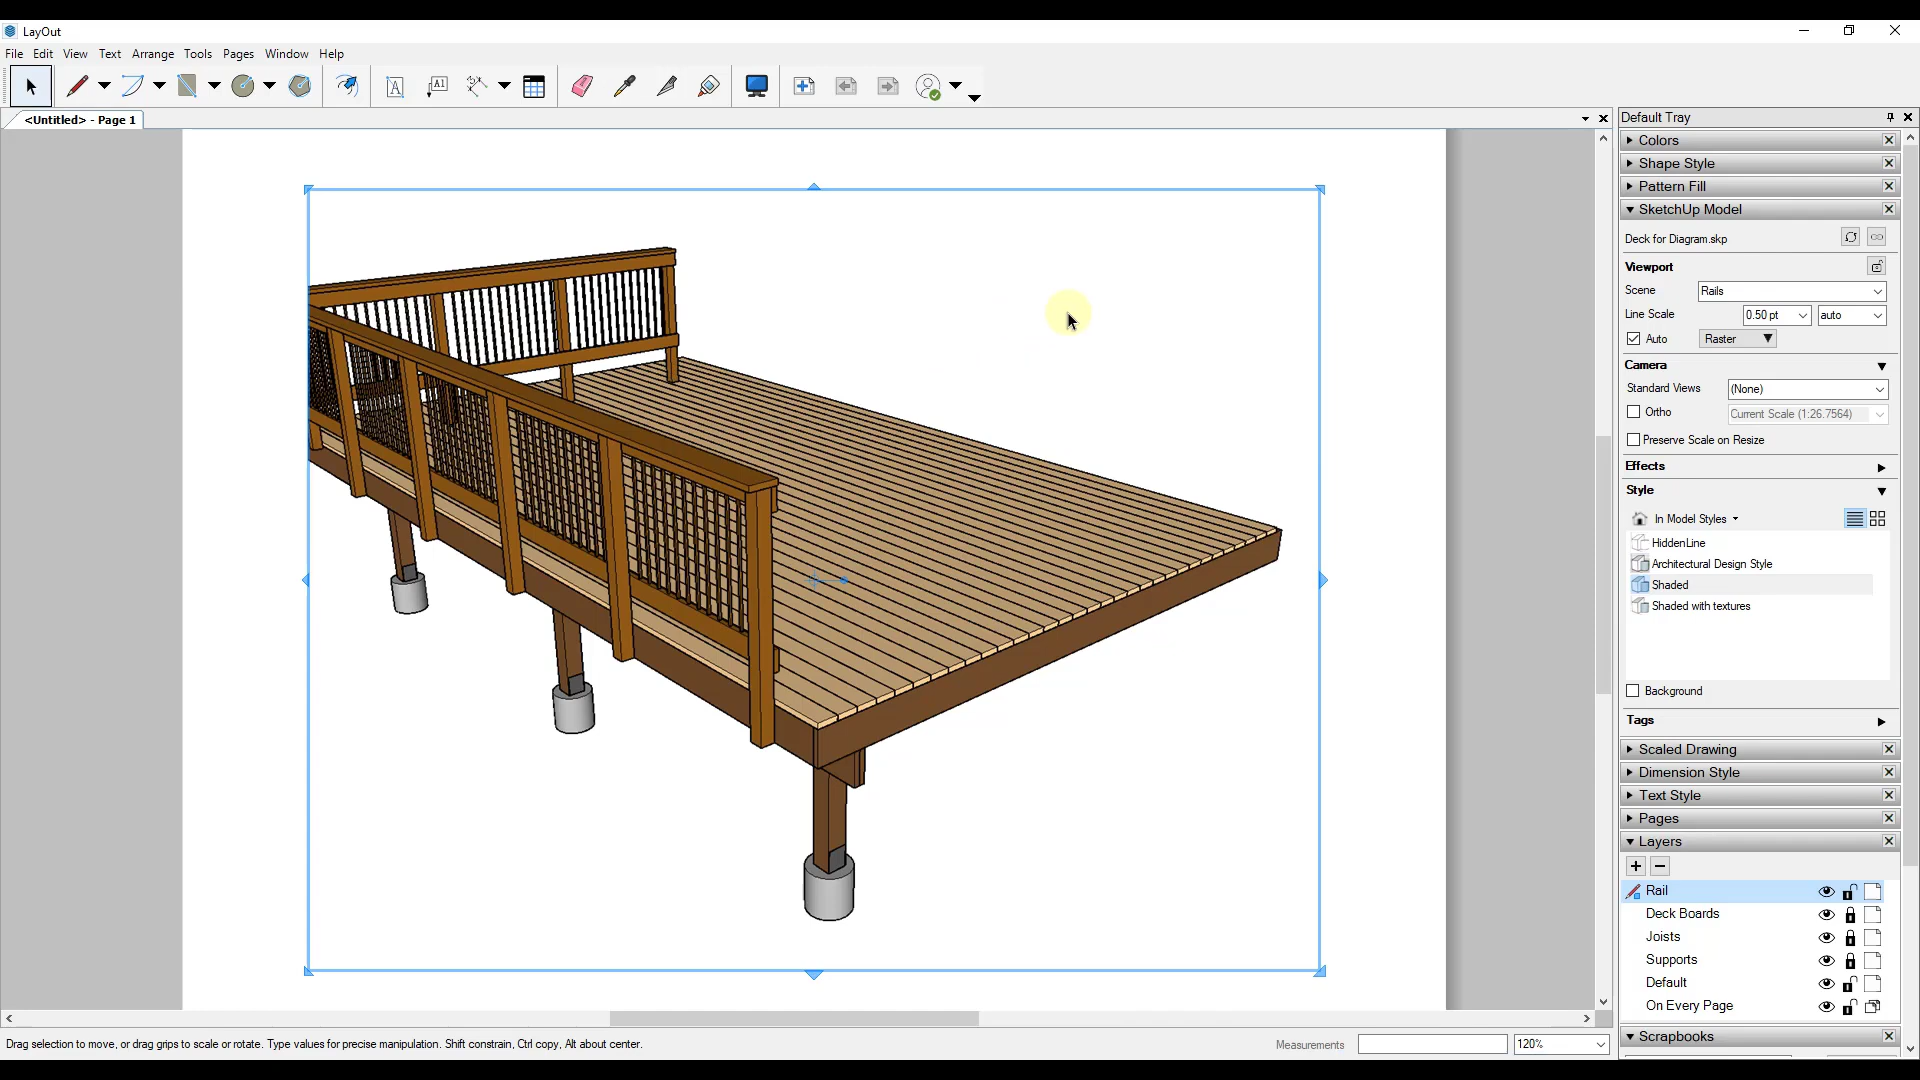 LayOut
File Edit View Text Arrange Tools Pages Window Help
A A1
<Untitled> - Page 1
Default Tray
Colors
Shape Style
Pattern Fill
SketchUp Model
Deck for Diagram.skp
Viewport
Scene Rails
Line Scale 0.50 pt auto
Auto Raster
Camera
Standard Views (None)
Ortho Current Scale (1:26.7564)
Preserve Scale on Resize
Effects
Style
In Model Styles
HiddenLine
Architectural Design Style
Shaded
Shaded with textures
Background
Tags
Scaled Drawing
Dimension Style
Text Style
Pages
Layers
Rail
Deck Boards
Joists
Supports
Default
On Every Page
Scrapbooks
Drag selection to move, or drag grips to scale or rotate. Type values for precise manipulation. Shift constrain, Ctrl copy, Alt about center. Measurements 120%